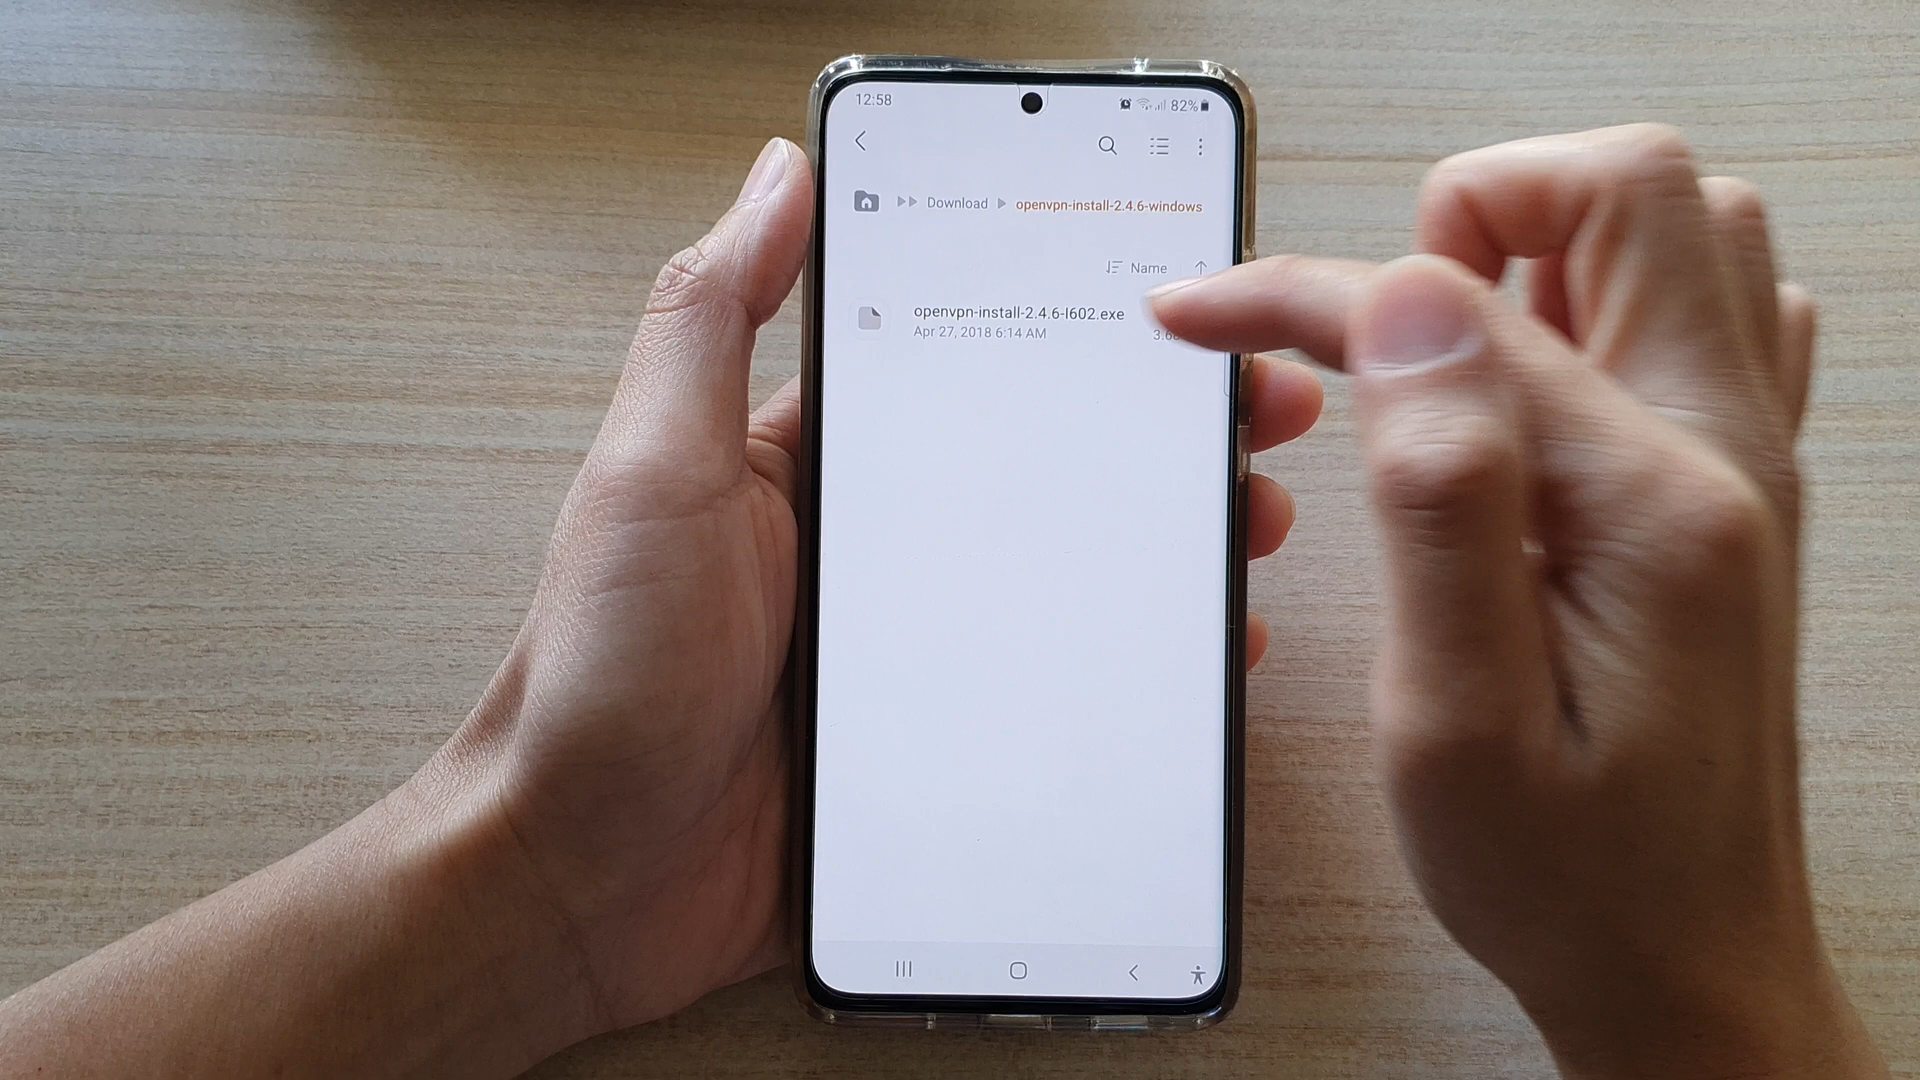 12:58
82%
Download openvpn-install-2.4.6-windows
Name
openvpn-install-2.4.6-I602.exe
Apr 27, 2018 6:14 AM